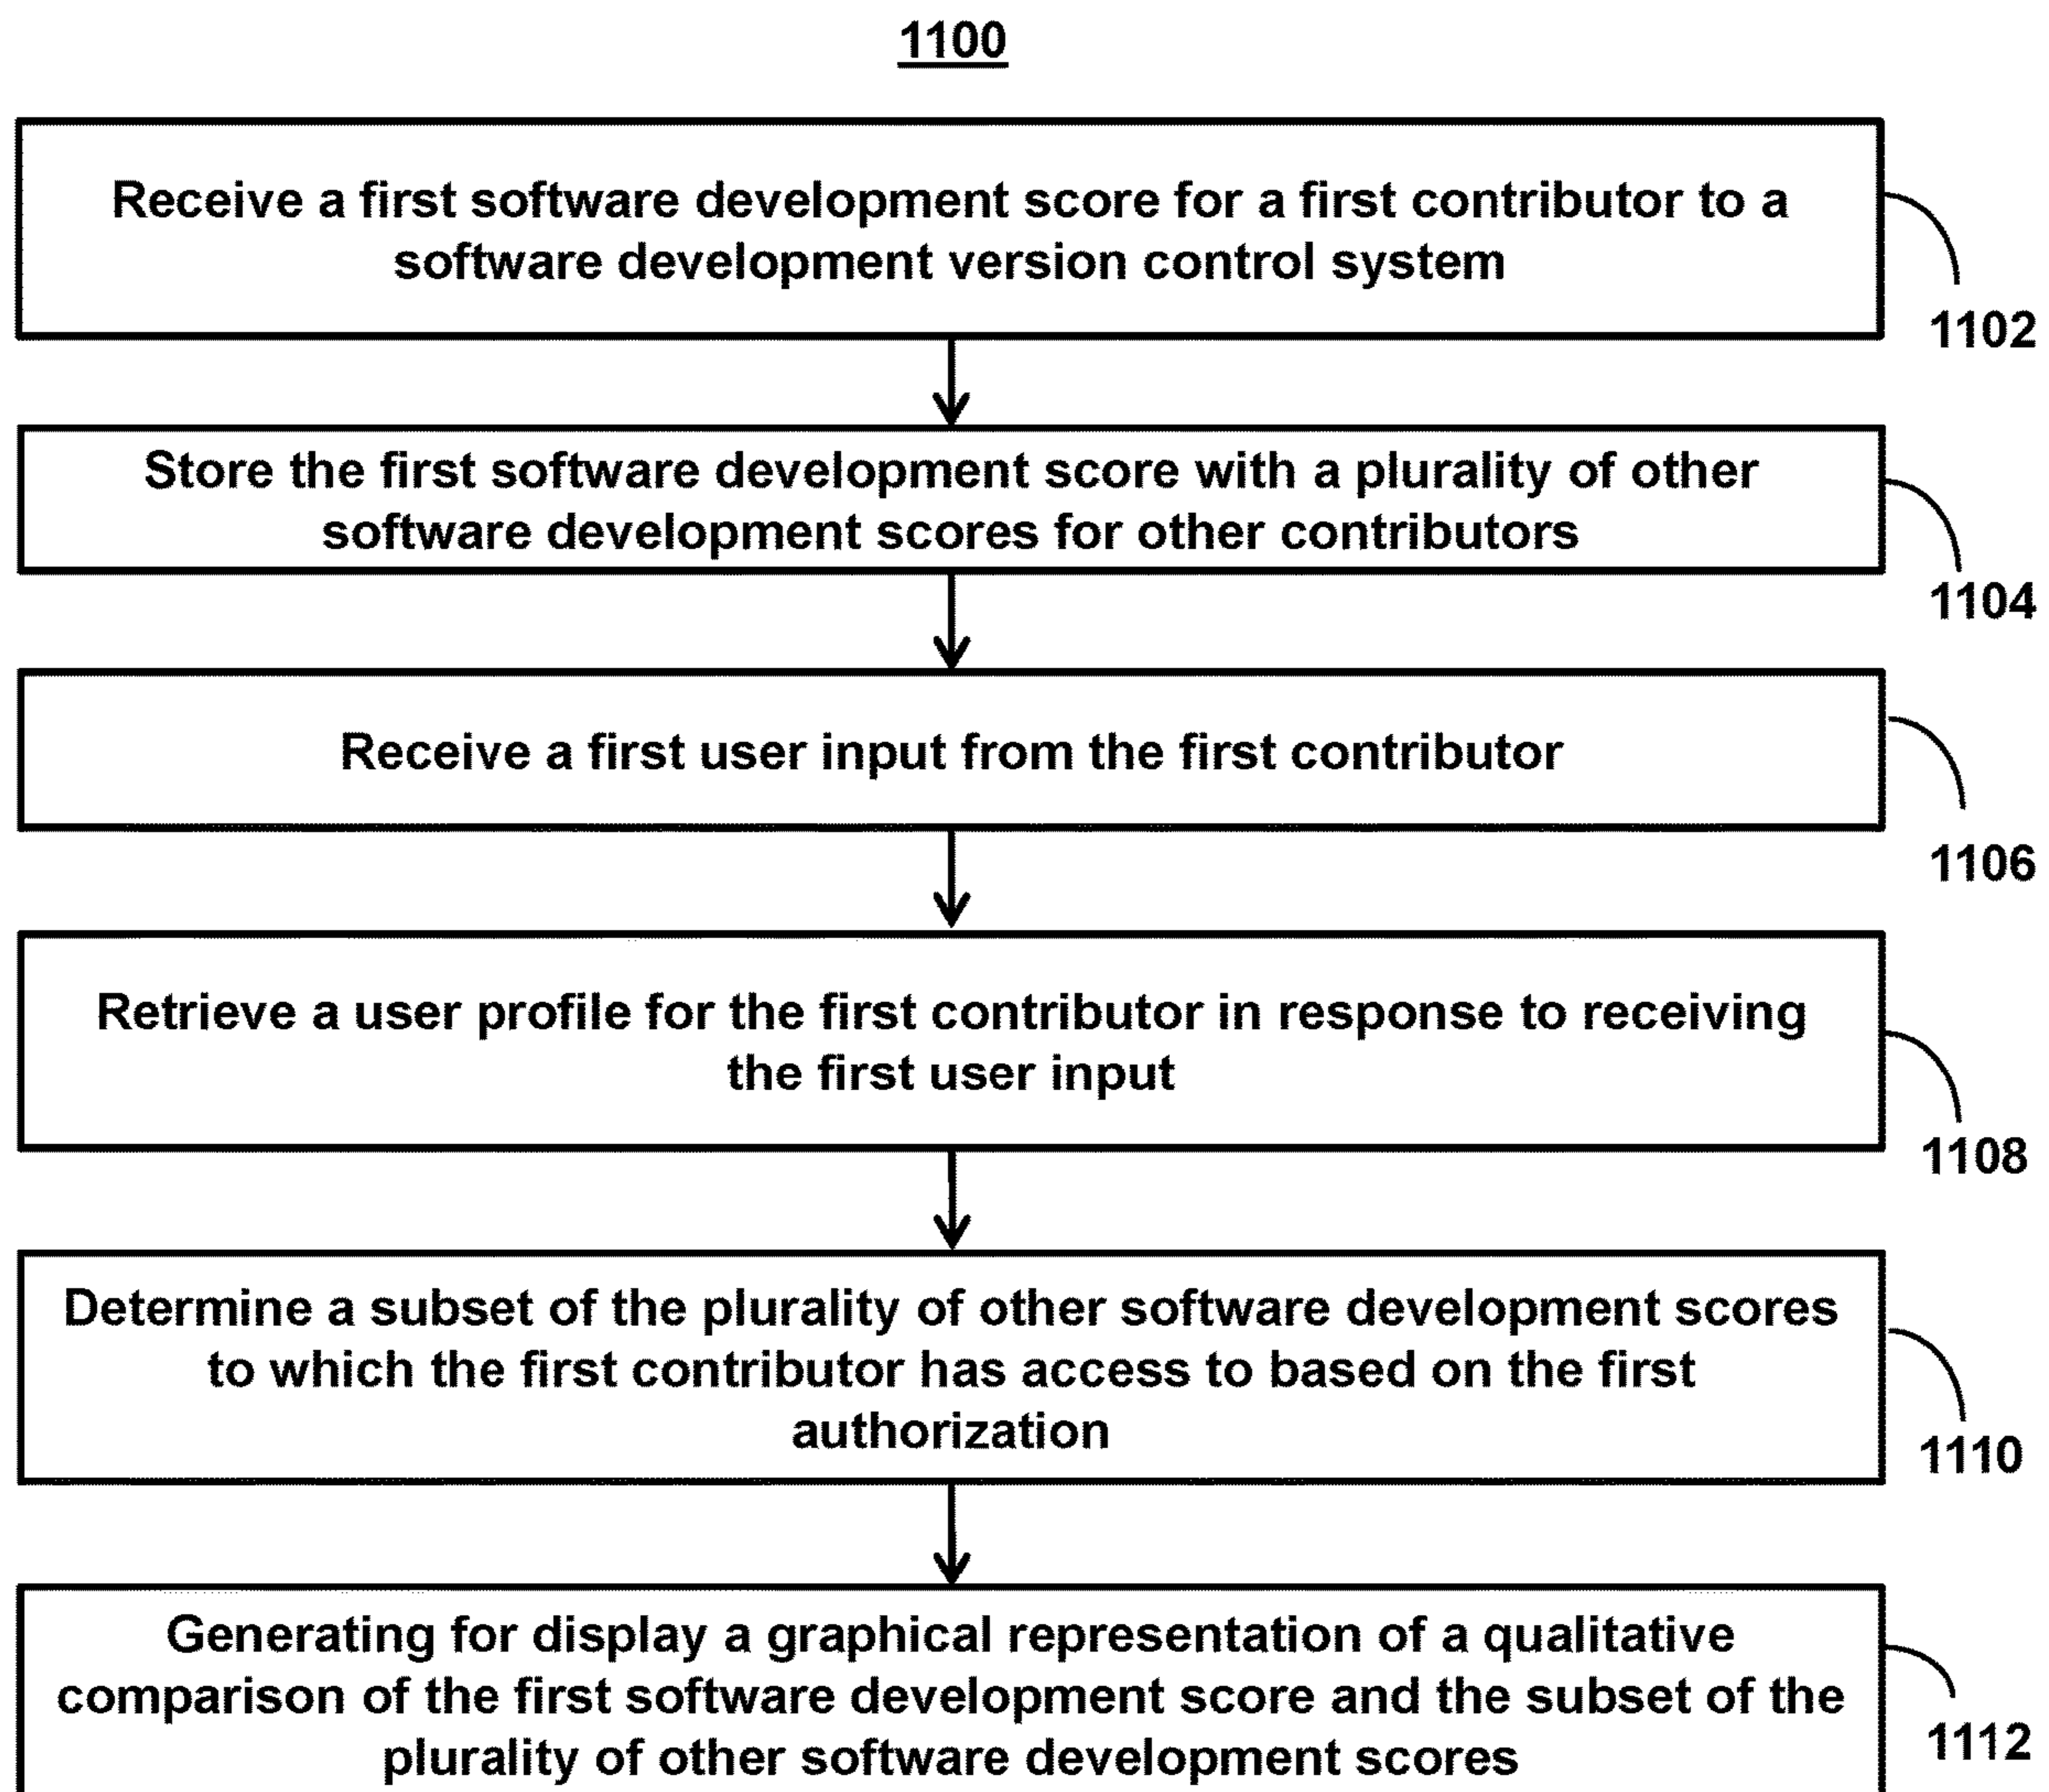 1100
Receive a first software development score for a first contributor to a
software development version control system
1102
Store the first software development score with a plurality of other
software development scores for other contributors
1104
Receive a first user input from the first contributor
1106
Retrieve a user profile for the first contributor in response to receiving
the first user input
1108
Determine a subset of the plurality of other software development scores
to which the first contributor has access to based on the first
authorization
1110
Generating for display a graphical representation of a qualitative
comparison of the first software development score and the subset of the
plurality of other software development scores
1112